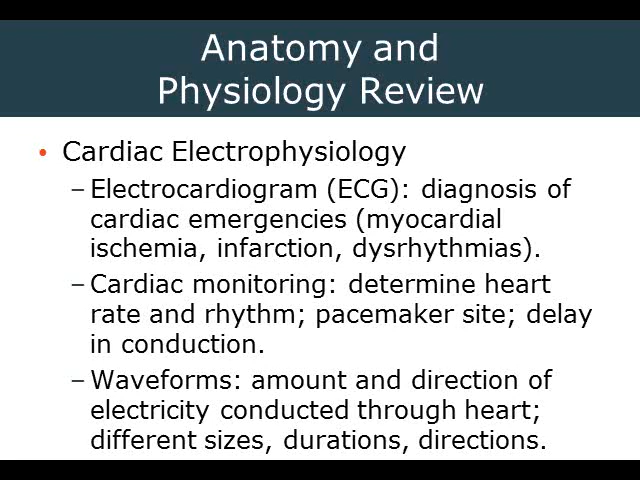 Anatomy and
Physiology Review
• Cardiac Electrophysiology
– Electrocardiogram (ECG): diagnosis of
cardiac emergencies (myocardial
ischemia, infarction, dysrhythmias).
– Cardiac monitoring: determine heart
rate and rhythm; pacemaker site; delay
in conduction.
– Waveforms: amount and direction of
electricity conducted through heart;
different sizes, durations, directions.